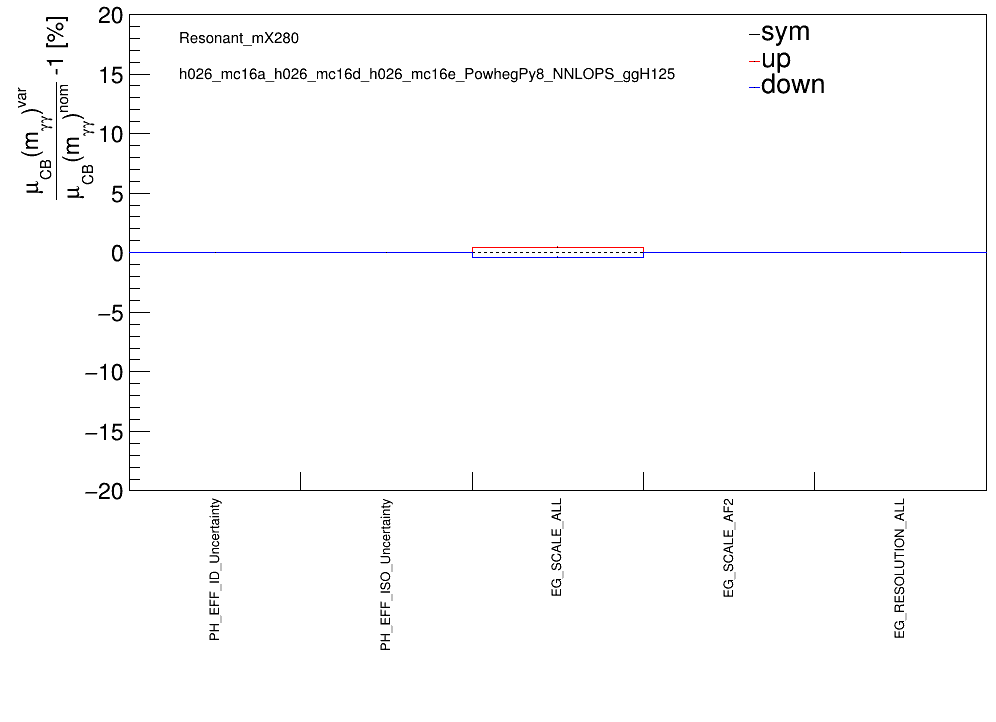 μCB(mγγ)var
μCB(mγγ)nom -1 [%]
Resonant_mX280
h026_mc16a_h026_mc16d_h026_mc16e_PowhegPy8_NNLOPS_ggH125
sym
up
down
20
15
10
5
0
−5
−10
−15
−20
PH_EFF_ID_Uncertainty
PH_EFF_ISO_Uncertainty
EG_SCALE_ALL
EG_SCALE_AF2
EG_RESOLUTION_ALL